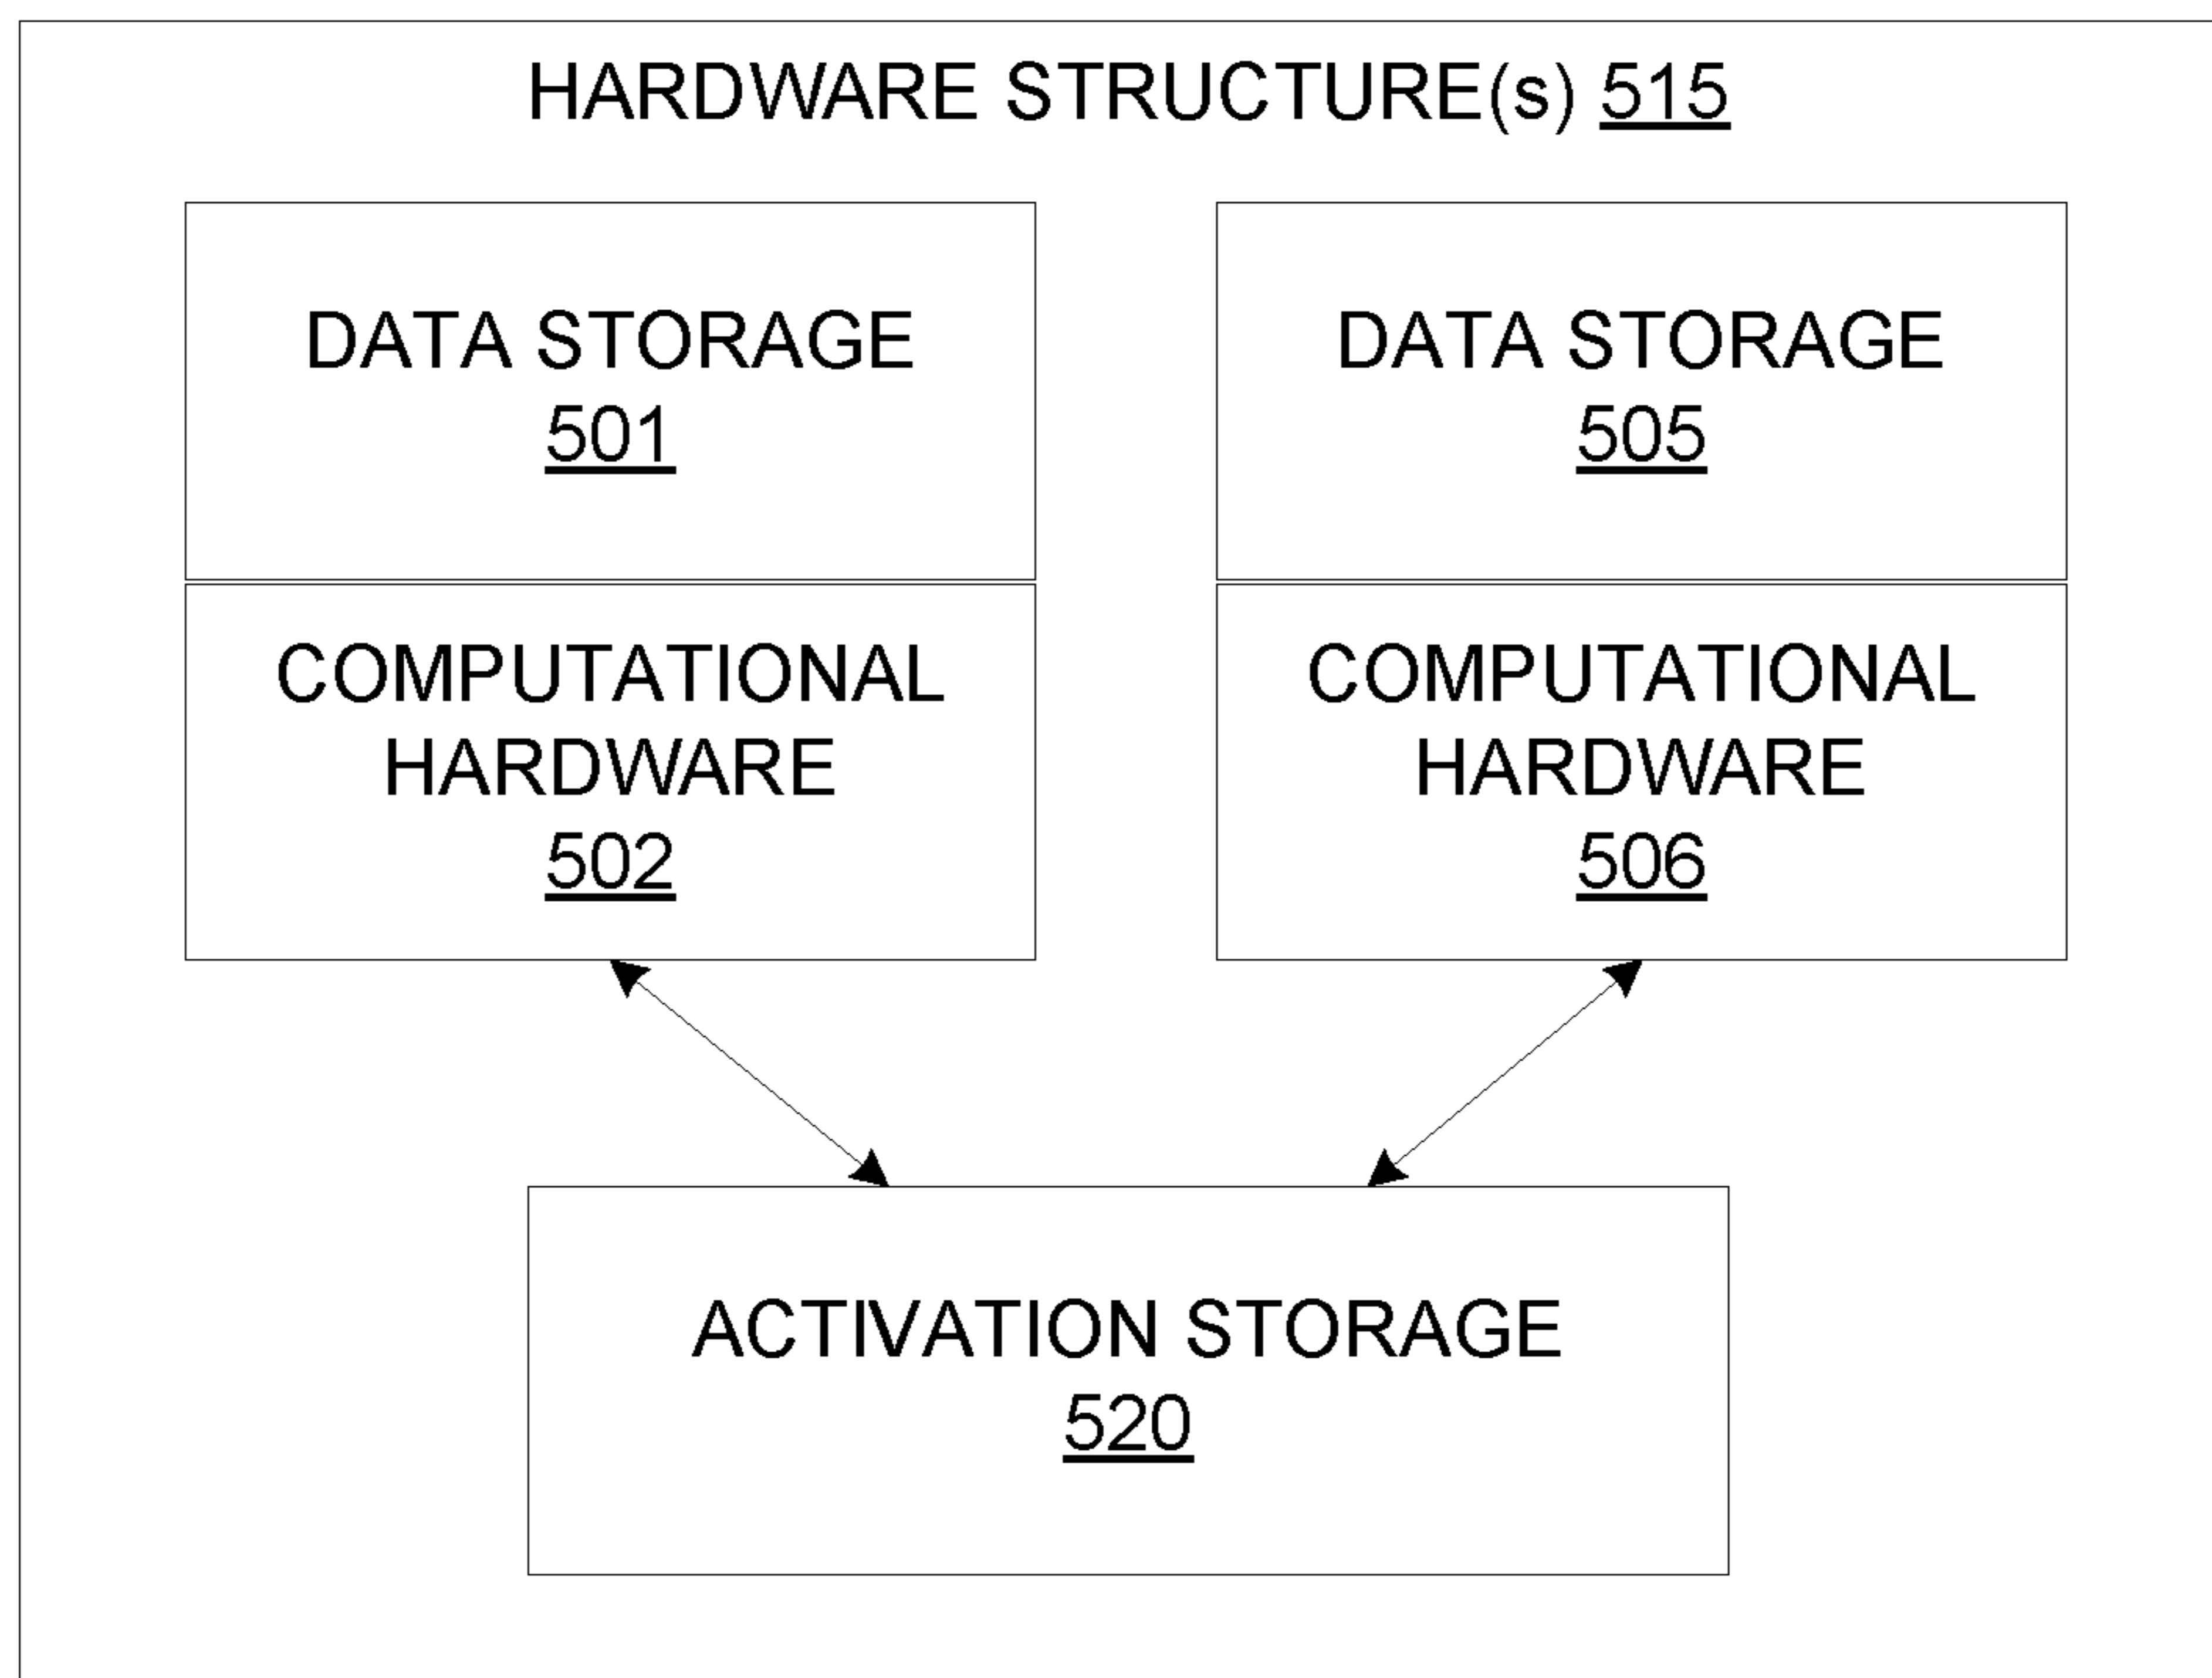 HARDWARE STRUCTURE(s) 515
DATA STORAGE
501
COMPUTATIONAL
HARDWARE
502
DATA STORAGE
505
COMPUTATIONAL
HARDWARE
506
ACTIVATION STORAGE
520